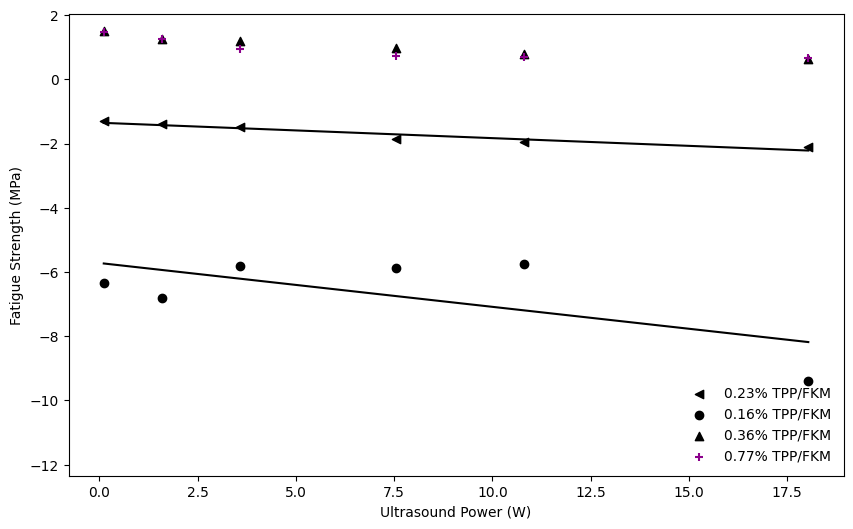 2
0
−2
−4
−6
−8
−10
−12
Fatigue Strength (MPa)
0.23% TPP/FKM
0.16% TPP/FKM
0.36% TPP/FKM
0.77% TPP/FKM
0.0 2.5 5.0 7.5 10.0 12.5 15.0 17.5
Ultrasound Power (W)